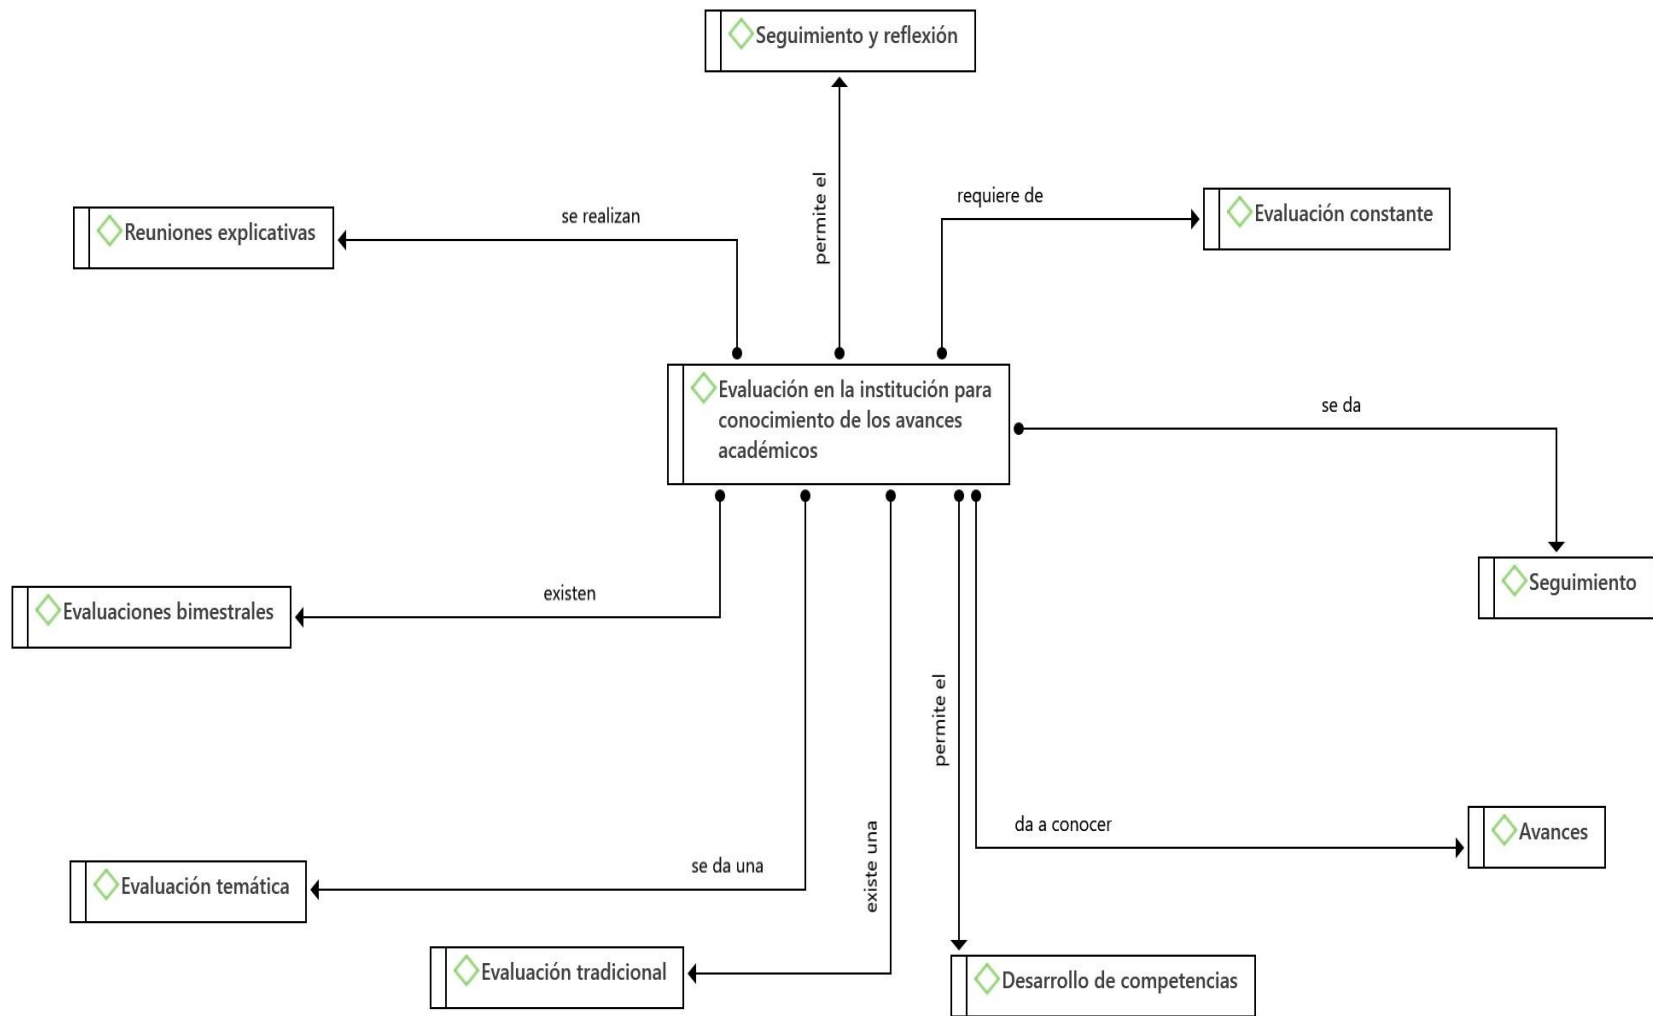 Seguimiento y reflexión
requiere de
Evaluación constante
permite el
se realizan
Reuniones explicativas
Evaluación en la institución para
conocimiento de los avances
académicos
se da
Seguimiento
existen
Evaluaciones bimestrales
permite el
da a conocer
Avances
existe una
se da una
Evaluación temática
Evaluación tradicional
Desarrollo de competencias